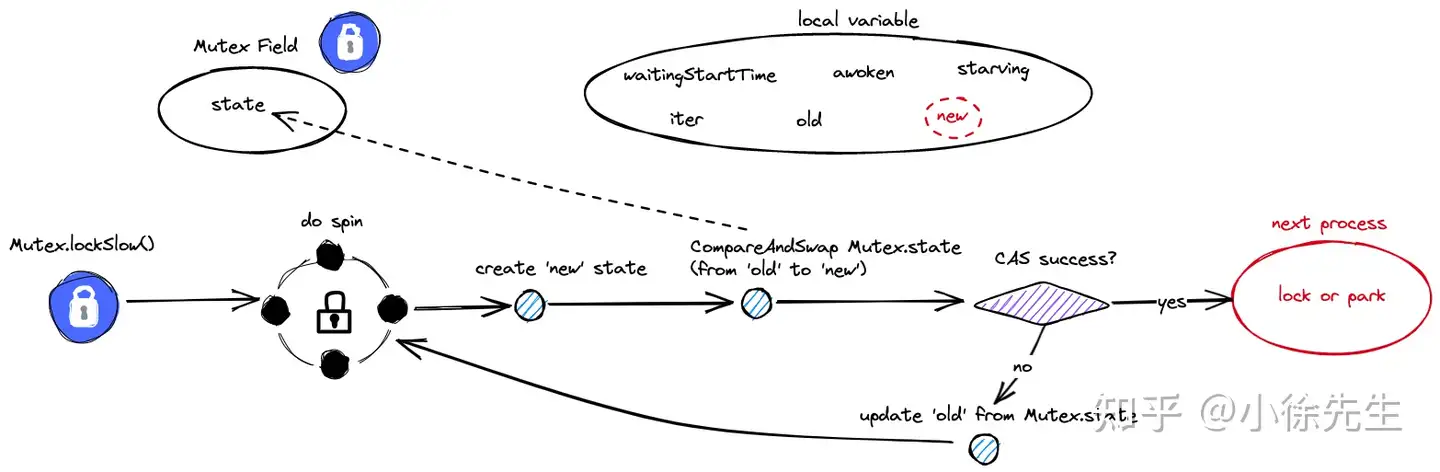 local variable
Mutex Field
waitingStartTime awoken starving
state
iter old new
do spin
next process
Mutex.lockSlow()
CompareAndSwap Mutex.state
(from 'old' to 'new')
CAS success?
create 'new' state
lock or park
yes
no
update 'old' from Mutex.state
知乎 @小徐先生